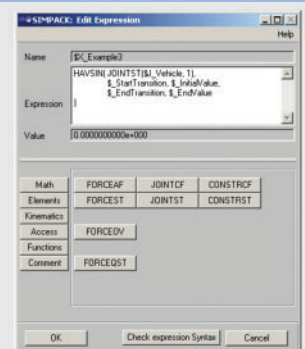 SIMPACK: Edit Expression
Help
Name
$X_Example3
Expression
HAVSIN( JOINTST($J_Vehicle, 1),
$_StartTransition, $_InitialValue,
$_EndTransition, $_EndValue
)
Value
0.0000000000e+000
Math
FORCEAF
JOINTCF
CONSTRCF
Elements
FORCEST
JOINTST
CONSTRST
Kinematics
Access
FORCEOV
Functions
Comment
FORCEQST
OK
Check expression Syntax
Cancel